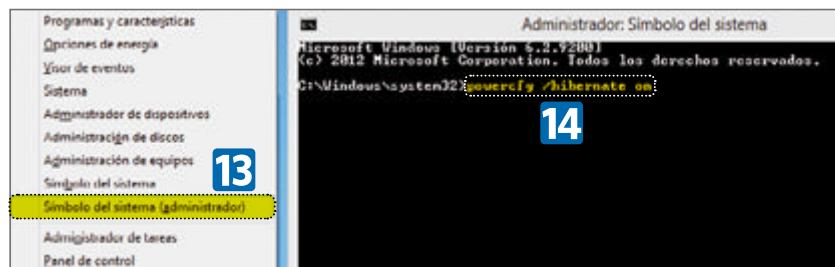 Programas y características
Opciones de energía
Visor de eventos
Sistema
Administrador de dispositivos
Administración de discos
Administración de equipos
Símbolo del sistema
Símbolo del sistema (administrador)
Administrador de tareas
Panel de control
13
Administrador: Símbolo del sistema
Microsoft Windows [Versión 6.2.9200]
(c) 2012 Microsoft Corporation. Todos los derechos reservados.
C:\Windows\system32>powercfg /hibernate on
14